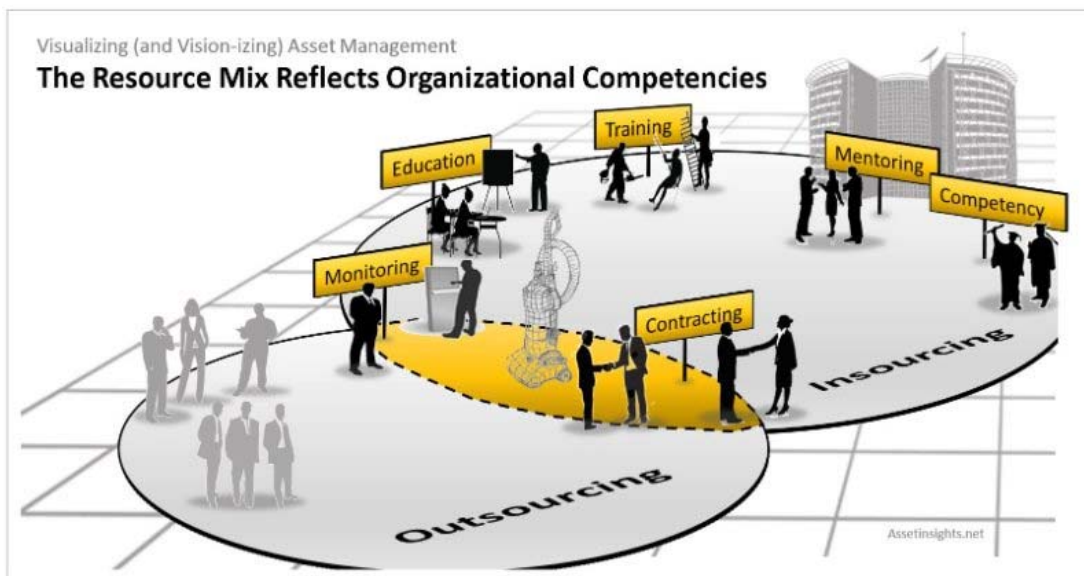 Visualizing (and Vision-izing) Asset Management
The Resource Mix Reflects Organizational Competencies
Training
Education
Mentoring
Competency
Monitoring
Contracting
Insourcing
Outsourcing
Assetinsights.net